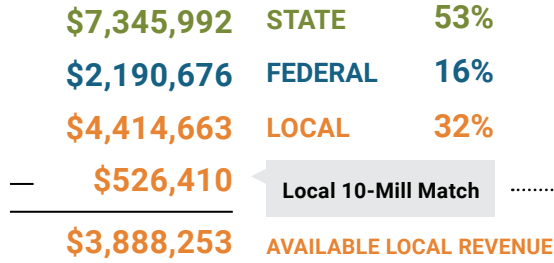 $7,345,992 STATE 53%
$2,190,676 FEDERAL 16%
$4,414,663 LOCAL 32%
— $526,410 Local 10-Mill Match
$3,888,253 AVAILABLE LOCAL REVENUE